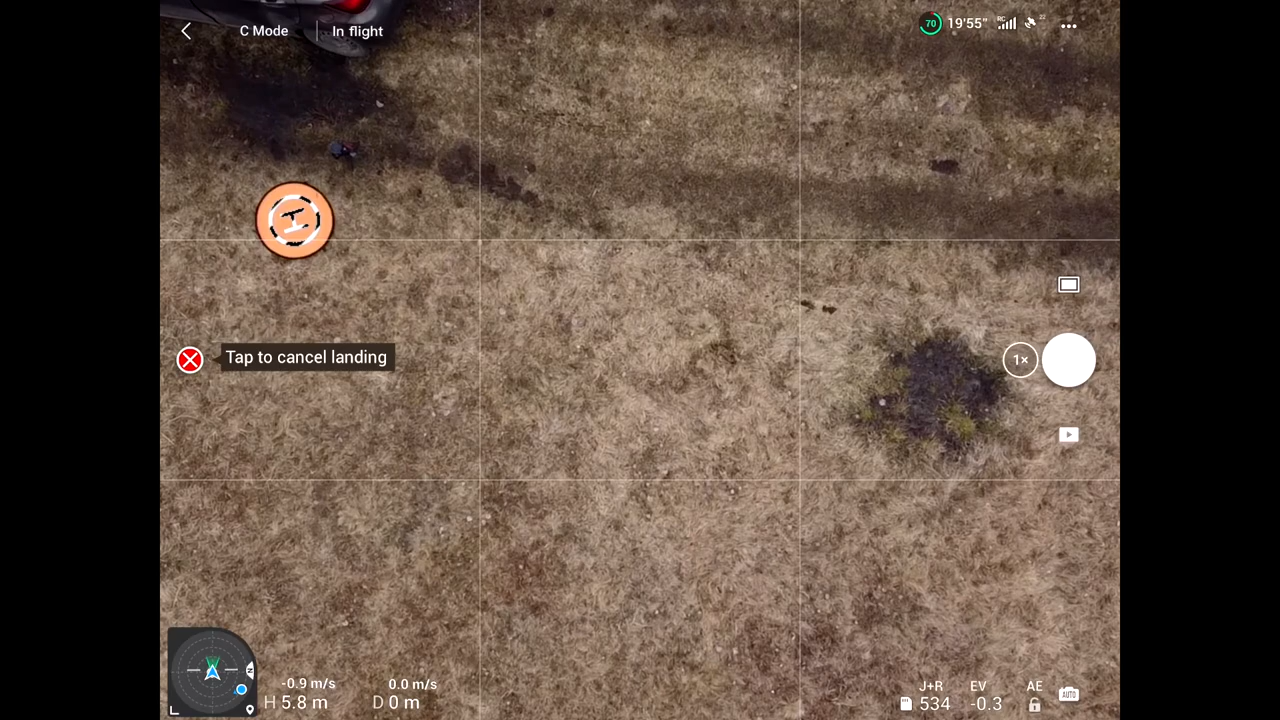 C Mode
In flight
70
19'55"
RC
22
H
Tap to cancel landing
1×
N
-0.9 m/s
0.0 m/s
H 5.8 m
D 0 m
J+R
EV
AE
534
-0.3
AUTO